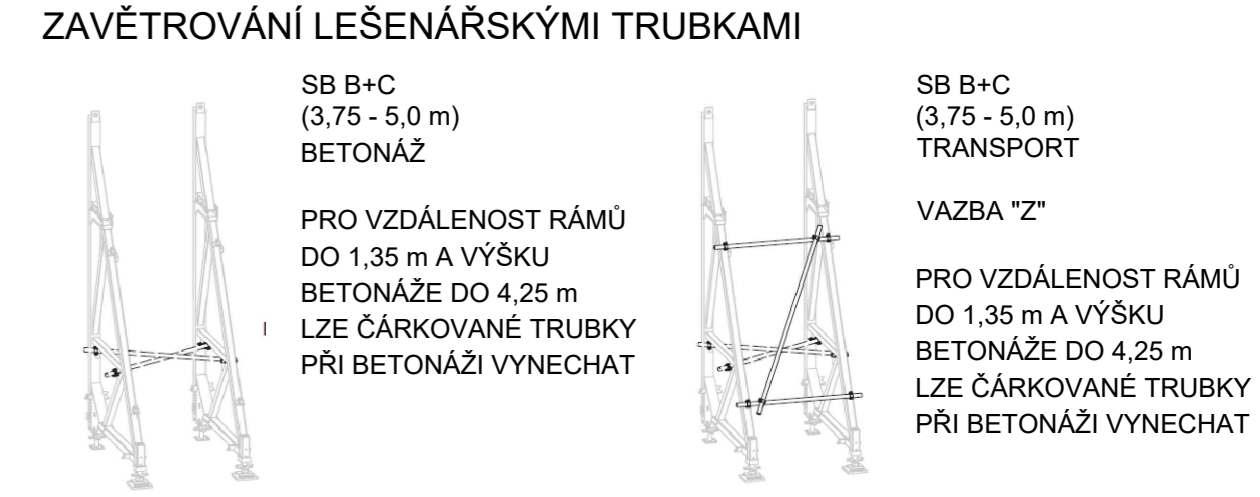 ZAVĚTROVÁNÍ LEŠENÁŘSKÝMI TRUBKAMI
SB B+C
(3,75 - 5,0 m)
BETONÁŽ
PRO VZDÁLENOST RÁMŮ
DO 1,35 m A VÝŠKU
BETONÁŽE DO 4,25 m
LZE ČÁRKOVANÉ TRUBKY
PŘI BETONÁŽI VYNECHAT
SB B+C
(3,75 - 5,0 m)
TRANSPORT
VAZBA "Z"
PRO VZDÁLENOST RÁMŮ
DO 1,35 m A VÝŠKU
BETONÁŽE DO 4,25 m
LZE ČÁRKOVANÉ TRUBKY
PŘI BETONÁŽI VYNECHAT